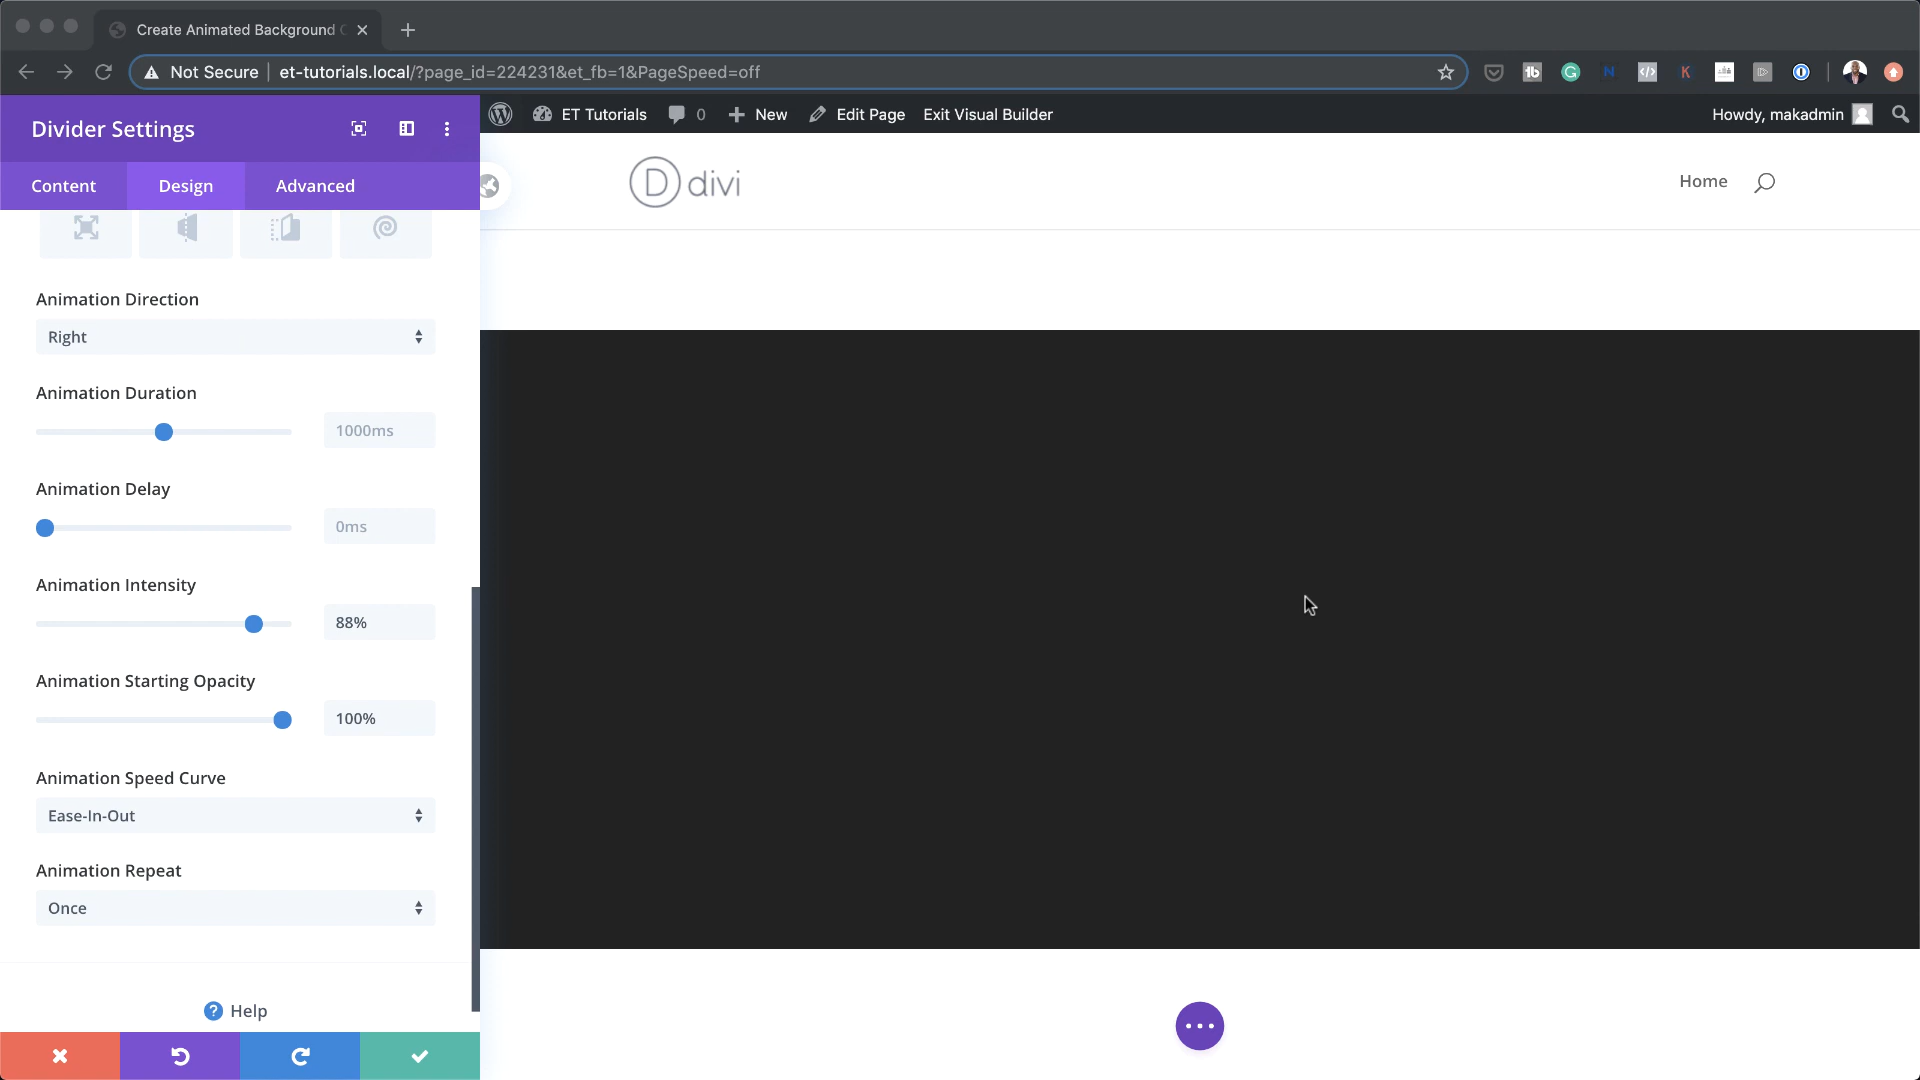 Create Animated Background
Not Secure | et-tutorials.local/?page_id=224231&et_fb=1&PageSpeed=off
ET Tutorials 0 New Edit Page Exit Visual Builder Howdy, makadmin
Divider Settings
Content Design Advanced
divi
Home
Animation Direction
Right
Animation Duration
1000ms
Animation Delay
0ms
Animation Intensity
88%
Animation Starting Opacity
100%
Animation Speed Curve
Ease-In-Out
Animation Repeat
Once
Help